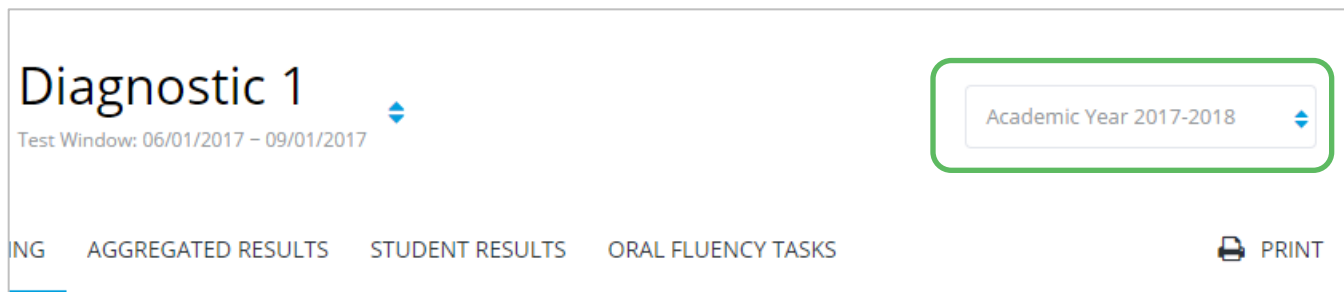 Diagnostic 1
Test Window: 06/01/2017 – 09/01/2017
Academic Year 2017-2018
ING AGGREGATED RESULTS STUDENT RESULTS ORAL FLUENCY TASKS PRINT